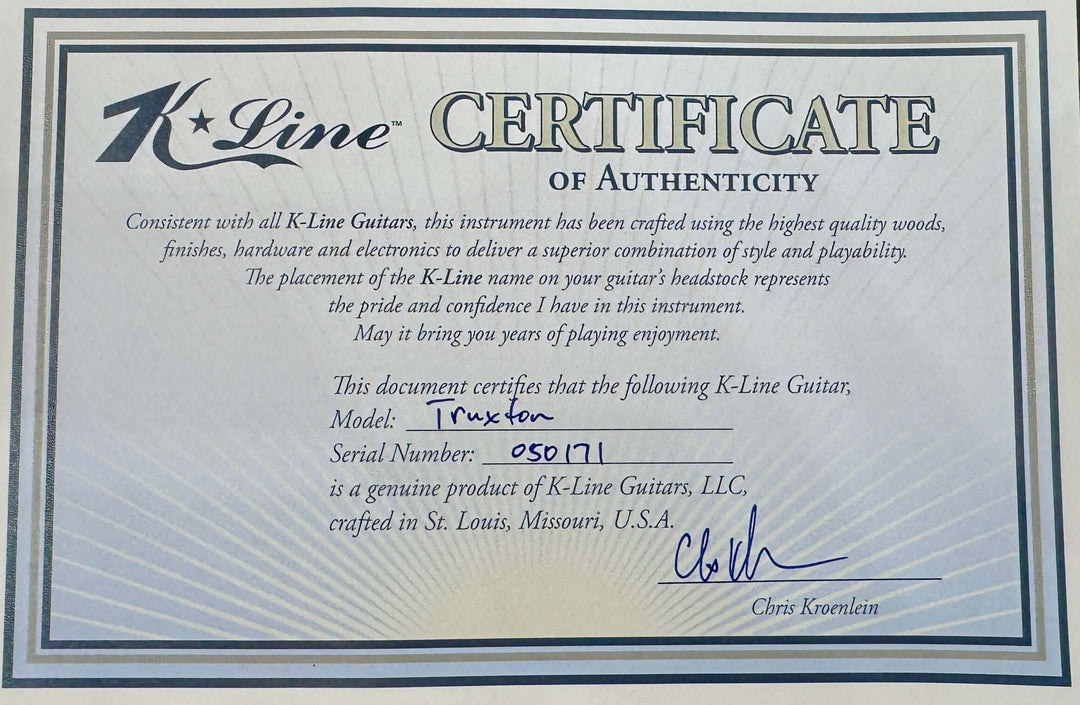 K★Line™
CERTIFICATE
OF AUTHENTICITY
Consistent with all K-Line Guitars, this instrument has been crafted using the highest quality woods,
finishes, hardware and electronics to deliver a superior combination of style and playability.
The placement of the K-Line name on your guitar's headstock represents
the pride and confidence I have in this instrument.
May it bring you years of playing enjoyment.
This document certifies that the following K-Line Guitar,
Model: Truxton
Serial Number: 050171
is a genuine product of K-Line Guitars, LLC,
crafted in St. Louis, Missouri, U.S.A.
Chris Kroenlein